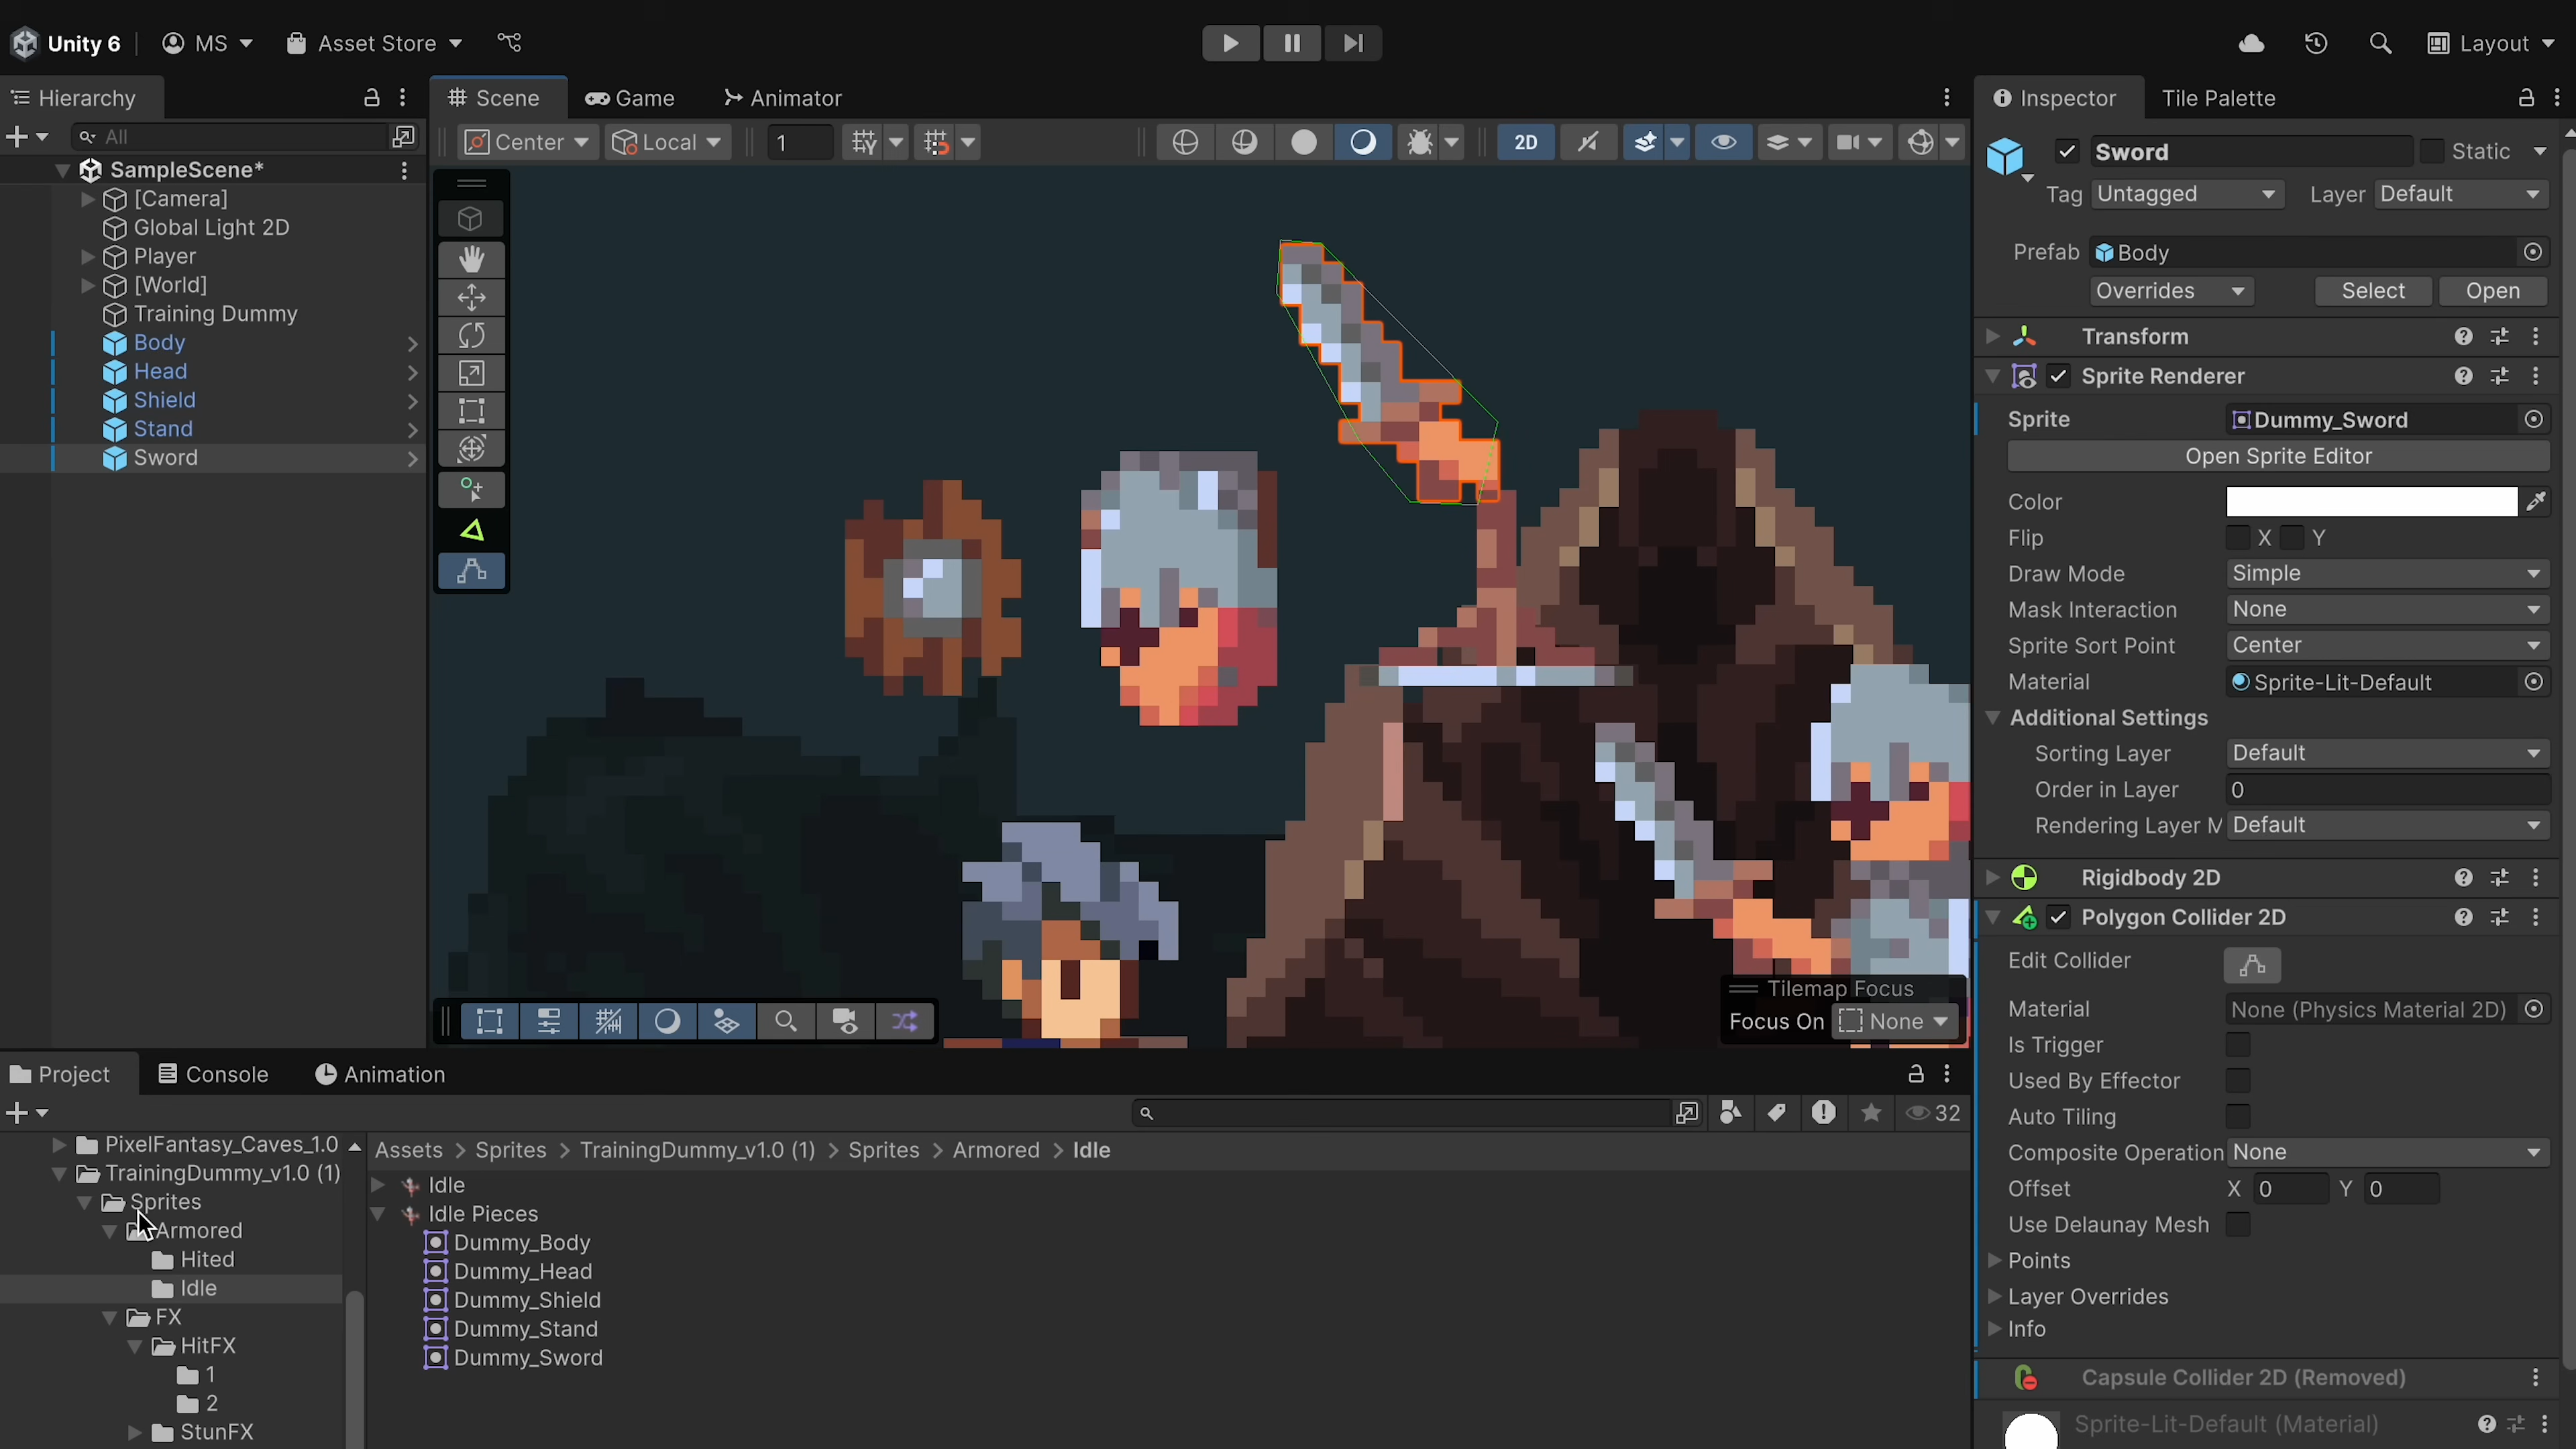 Unity 6 MS Asset Store Layout
Hierarchy
Scene Game Animator
Inspector Tile Palette
All
Center Local 1 2D
SampleScene*
[Camera]
Global Light 2D
Player
[World]
Training Dummy
Body
Head
Shield
Stand
Sword
Tilemap Focus
Focus On None
Sword Static
Tag Untagged Layer Default
Prefab Body
Overrides Select Open
Transform
Sprite Renderer
Sprite Dummy_Sword
Open Sprite Editor
Color
Flip X Y
Draw Mode Simple
Mask Interaction None
Sprite Sort Point Center
Material Sprite-Lit-Default
Additional Settings
Sorting Layer Default
Order in Layer 0
Rendering Layer M Default
Rigidbody 2D
Polygon Collider 2D
Edit Collider
Material None (Physics Material 2D)
Is Trigger
Used By Effector
Auto Tiling
Composite Operation None
Offset X 0 Y 0
Use Delaunay Mesh
Points
Layer Overrides
Info
Capsule Collider 2D (Removed)
Sprite-Lit-Default (Material)
Project Console Animation
32
PixelFantasy_Caves_1.0
TrainingDummy_v1.0 (1)
Sprites
Armored
Hited
Idle
FX
HitFX
1
2
StunFX
Assets > Sprites > TrainingDummy_v1.0 (1) > Sprites > Armored > Idle
Idle
Idle Pieces
Dummy_Body
Dummy_Head
Dummy_Shield
Dummy_Stand
Dummy_Sword